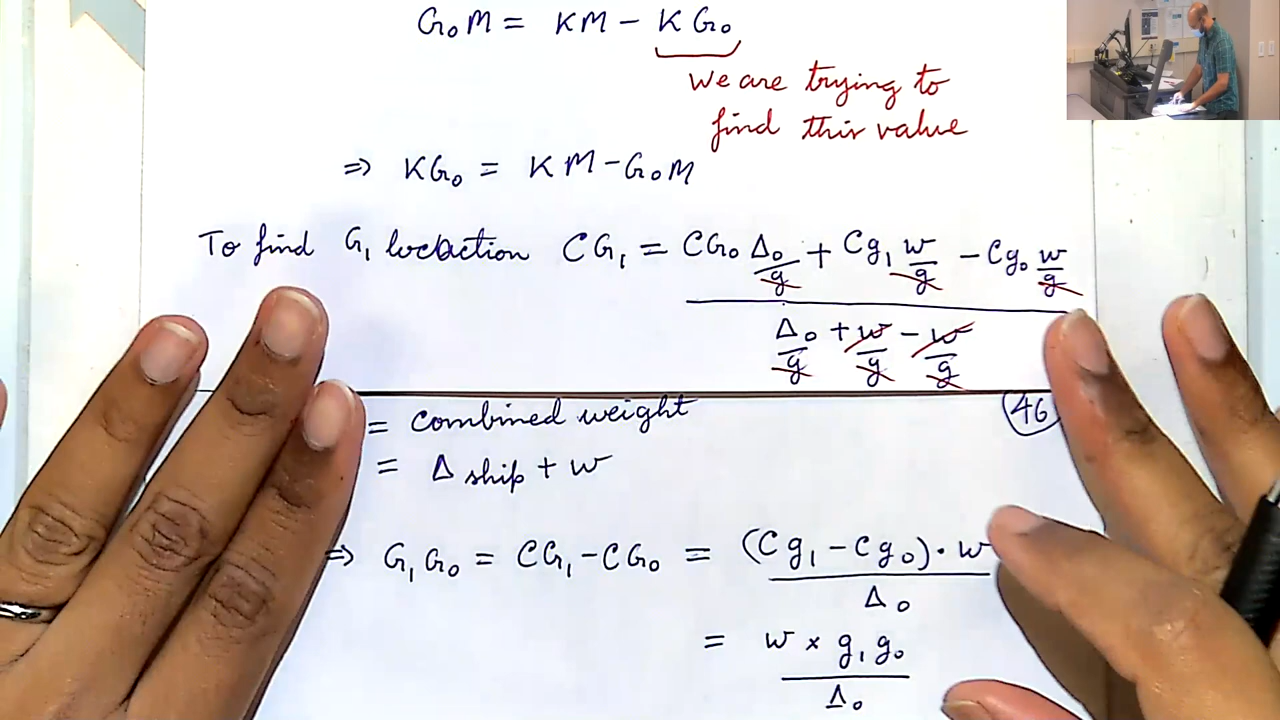 G₀M = KM − KG₀
we are trying to
find this value
⇒ KG₀ = KM − G₀M
To find G₁ location CG₁ = CG₀ Δ₀/g + Cg₁ w/g − Cg₀ w/g
Δ₀/g + w/g − w/g
= combined weight
46
= Δ ship + w
⇒ G₁G₀ = CG₁ − CG₀ = (Cg₁ − Cg₀) · w
Δ₀
= w × g₁g₀
Δ₀